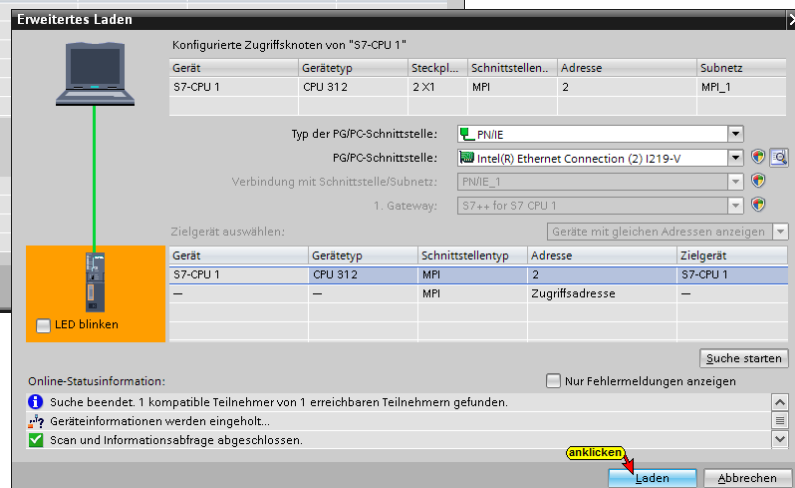 Erweitertes Laden
Konfigurierte Zugriffsknoten von "S7-CPU 1"
Gerät Gerätetyp Steckpl... Schnittstellen.. Adresse Subnetz
S7-CPU 1 CPU 312 2 X1 MPI 2 MPI_1
Typ der PG/PC-Schnittstelle: PN/IE
PG/PC-Schnittstelle: Intel(R) Ethernet Connection (2) I219-V
Verbindung mit Schnittstelle/Subnetz: PN/IE_1
1. Gateway: S7++ for S7 CPU 1
Zielgerät auswählen: Geräte mit gleichen Adressen anzeigen
Gerät Gerätetyp Schnittstellentyp Adresse Zielgerät
S7-CPU 1 CPU 312 MPI 2 S7-CPU 1
— — MPI Zugriffsadresse —
LED blinken
Suche starten
Online-Statusinformation: Nur Fehlermeldungen anzeigen
Suche beendet. 1 kompatible Teilnehmer von 1 erreichbaren Teilnehmern gefunden.
Geräteinformationen werden eingeholt...
Scan und Informationsabfrage abgeschlossen.
anklicken
Laden Abbrechen